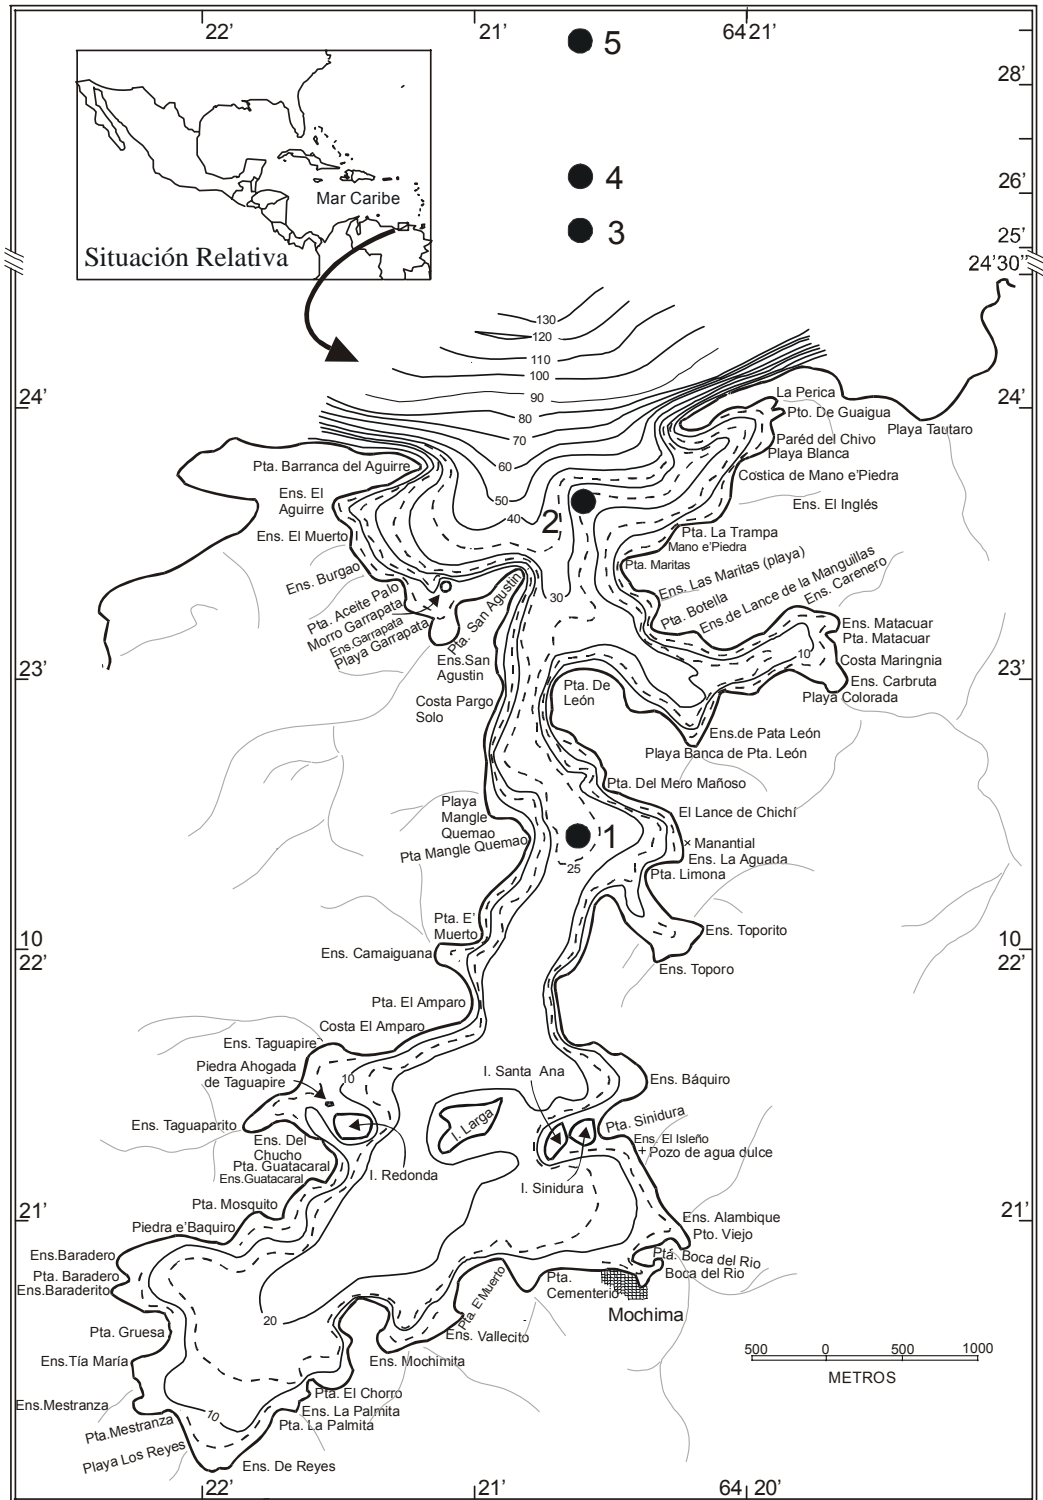 22’
21’
64 21’
5
28’
4
26’
3
25’
24’30”
Mar Caribe
Situación Relativa
130
120
110
100
90
80
70
60
50
40
30
24’
24’
La Perica
Pto. De Guaigua
Playa Tautaro
Paréd del Chivo
Playa Blanca
Costica de Mano e’Piedra
Ens. El Inglés
Pta. Barranca del Aguirre
Ens. El
Aguirre
Ens. El Muerto
2
Pta. La Trampa
Mano e’Piedra
Pta. Maritas
Ens. Burgao
Ens. Las Maritas (playa)
Pta. Botella
Ens.de Lance de la Manguillas
Ens. Carenero
Pta. Aceite Palo
Morro Garrapata
Ens.Garrapata
Playa Garrapata
Pta. San Agustin
Ens. Matacuar
Pta. Matacuar
10
Costa Maringnia
Ens.San
Agustin
23’
23’
Ens. Carbruta
Playa Colorada
Pta. De
León
Costa Pargo
Solo
Ens.de Pata León
Playa Banca de Pta. León
Pta. Del Mero Mañoso
Playa
Mangle
Quemao
El Lance de Chichí
1
Pta Mangle Quemao
× Manantial
Ens. La Aguada
25
Pta. Limona
Pta. E’
Muerto
Ens. Toporito
10
22’
10
22’
Ens. Camaiguana
Ens. Toporo
Pta. El Amparo
Costa El Amparo
Ens. Taguapire
Piedra Ahogada
de Taguapire
10
I. Santa Ana
Ens. Báquiro
I. Larga
Pta. Sinidura
Ens. Taguaparito
Ens. Del
Chucho
Ens. El Isleño
+ Pozo de agua dulce
Pta. Guatacaral
Ens.Guatacaral
I. Redonda
I. Sinidura
Pta. Mosquito
21’
21’
Ens. Alambique
Pto. Viejo
Piedra e’Baquiro
Ens.Baradero
Pta. Baradero
Ens.Baraderito
Ptá. Boca del Rio
Boca del Rio
Pta.
Cementerio
Mochima
Pta. E’Muerto
20
Pta. Gruesa
Ens. Vallecito
Ens.Tía María
Ens. Mochimita
500 0 500 1000
METROS
Pta. El Chorro
Ens.Mestranza
Ens. La Palmita
10
Pta. La Palmita
Pta.Mestranza
Playa Los Reyes
Ens. De Reyes
22’
21’
64 20’